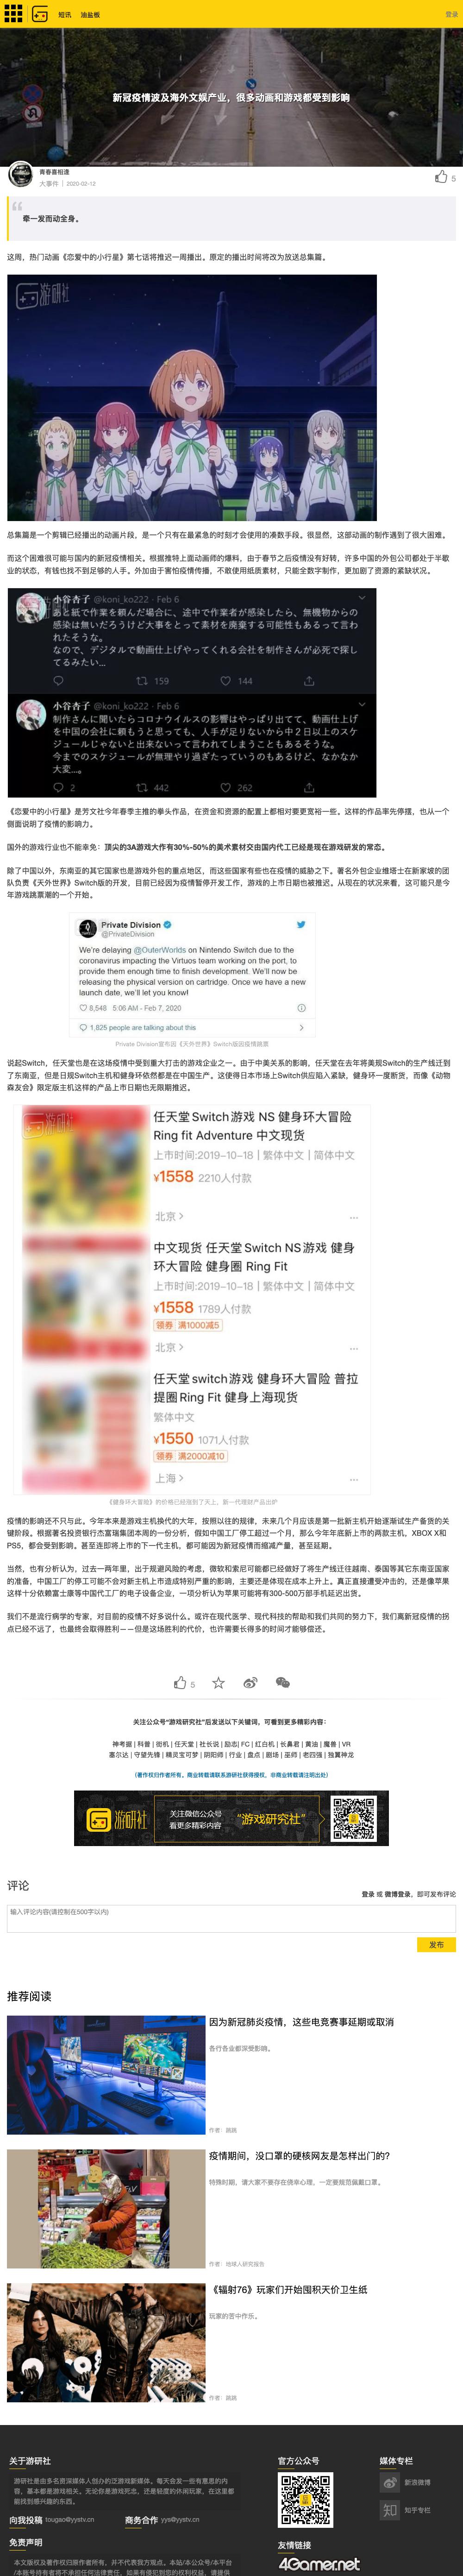 短讯 油盐板
登录
新冠疫情波及海外文娱产业，很多动画和游戏都受到影响
青春喜相逢
大事件 | 2020-02-12
5
牵一发而动全身。
这周，热门动画《恋爱中的小行星》第七话将推迟一周播出。原定的播出时间将改为放送总集篇。
游研社
总集篇是一个剪辑已经播出的动画片段，是一个只有在最紧急的时刻才会使用的凑数手段。很显然，这部动画的制作遇到了很大困难。
而这个困难很可能与国内的新冠疫情相关。根据推特上面动画师的爆料，由于春节之后疫情没有好转，许多中国的外包公司都处于半歇
业的状态，有钱也找不到足够的人手。外加由于害怕疫情传播，不敢使用纸质素材，只能全数字制作，更加剧了资源的紧缺状况。
小谷杏子 @koni_ko222 · Feb 6
あと紙で作業を頼んだ場合に、途中で作業者が感染したら、無機物から
の感染は無いだろうけど大事をとって素材を廃棄する可能性もあるって言わ
れたそうな。
なので、デジタルで動画仕上げやってくれる会社を制作さんが必死で探し
てるみたい...
159 144
小谷杏子 @koni_ko222 · Feb 6
制作さんに聞いたらコロナウイルスの影響はやっぱり出てて、動画仕上げ
を中国の会社に頼もうと思っても、人手が足りないから中２日以上のスケ
ジュールじゃないと出来ないって言われてしまうこともあるそうな。
今までのスケジュールが無理やり過ぎたっていうのもあるけど、なかなか
大変...。
2 442 262
《恋爱中的小行星》是芳文社今年春季主推的拳头作品，在资金和资源的配置上都相对要更宽裕一些。这样的作品率先停摆，也从一个
侧面说明了疫情的影响力。
国外的游戏行业也不能幸免：顶尖的3A游戏大作有30%-50%的美术素材交由国内代工已经是现在游戏研发的常态。
除了中国以外，东南亚的其它国家也是游戏外包的重点地区，而这些国家有些也在疫情的威胁之下。著名外包企业维塔士在新家坡的团
队负责《天外世界》Switch版的开发，目前已经因为疫情暂停开发工作，游戏的上市日期也被推迟。从现在的状况来看，这可能只是今
年游戏跳票潮的一个开始。
Private Division
@PrivateDivision
We're delaying @OuterWorlds on Nintendo Switch due to the
coronavirus impacting the Virtuos team working on the port, to
provide them enough time to finish development. We'll now be
releasing the physical version on cartridge. Once we have a new
launch date, we'll let you know!
8,548 5:06 AM - Feb 7, 2020
1,825 people are talking about this
Private Division宣布因《天外世界》Switch版因疫情跳票
说起Switch，任天堂也是在这场疫情中受到重大打击的游戏企业之一。由于中美关系的影响，任天堂在去年将美规Switch的生产线迁到
了东南亚，但是日规Switch主机和健身环依然都是在中国生产。这使得日本市场上Switch供应陷入紧缺，健身环一度断货，而像《动物
森友会》限定版主机这样的产品上市日期也无限期推迟。
游研社
任天堂Switch游戏 NS 健身环大冒险
Ring fit Adventure 中文现货
上市时间:2019-10-18 | 繁体中文 | 简体中文
¥1558 2210人付款
北京 >
中文现货 任天堂Switch NS游戏 健身
环大冒险 健身圈 Ring Fit
上市时间:2019-10-18 | 繁体中文 | 简体中文
¥1558 1789人付款
领券 满1000减5
北京 >
任天堂switch游戏 健身环大冒险 普拉
提圈Ring Fit 健身上海现货
繁体中文
¥1550 1071人付款
领券 满2000减10
上海 >
《健身环大冒险》的价格已经涨到了天上，新一代理财产品出炉
疫情的影响还不只与此。今年本来是游戏主机换代的大年，按照以往的规律，未来几个月应该是第一批新主机开始逐渐试生产备货的关
键阶段。根据著名投资银行杰富瑞集团本周的一份分析，假如中国工厂停工超过一个月，那么今年年底新上市的两款主机，XBOX X和
PS5，都会受到影响。甚至连即将上市的下一代主机，都可能因为新冠疫情而缩减产量，甚至延期。
当然，也有分析认为，过去一两年里，出于规避风险的考虑，微软和索尼可能都已经做好了将生产线迁往越南、泰国等其它东南亚国家
的准备，中国工厂的停工可能不会对新主机上市造成特别严重的影响，主要还是体现在成本上升上。真正直接遭受冲击的，还是像苹果
这样十分依赖富士康等中国代工厂的电子设备企业，一项分析认为苹果可能将有300-500万部手机延迟出货。
我们不是流行病学的专家，对目前的疫情不好多说什么。或许在现代医学、现代科技的帮助和我们共同的努力下，我们离新冠疫情的拐
点已经不远了，也最终会取得胜利——但是这场胜利的代价，也许需要长得多的时间才能够偿还。
5
关注公众号“游戏研究社”后发送以下关键词，可看到更多精彩内容：
神考据 | 科普 | 街机 | 任天堂 | 社长说 | 励志| FC | 红白机 | 长鼻君 | 黄油 | 魔兽 | VR
塞尔达 | 守望先锋 | 精灵宝可梦 | 阴阳师 | 行业 | 盘点 | 剧场 | 巫师 | 老四强 | 独翼神龙
（著作权归作者所有。商业转载请联系游研社获得授权，非商业转载请注明出处）
游研社
关注微信公众号
看更多精彩内容
“游戏研究社”
评论
登录 或 微博登录，即可发布评论
输入评论内容(请控制在500字以内)
发布
推荐阅读
因为新冠肺炎疫情，这些电竞赛事延期或取消
各行各业都深受影响。
作者：跳跳
疫情期间，没口罩的硬核网友是怎样出门的？
特殊时期，请大家不要存在侥幸心理，一定要规范佩戴口罩。
作者：地球人研究报告
《辐射76》玩家们开始囤积天价卫生纸
玩家的苦中作乐。
作者：跳跳
关于游研社
游研社是由多名资深媒体人创办的泛游戏新媒体。每天会发一些有意思的内
容，基本都是游戏相关。无论你是游戏死忠，还是轻度的休闲玩家，在这里都
能找到感兴趣的东西。
向我投稿 tougao@yystv.cn
商务合作 yys@yystv.cn
免责声明
本文版权及著作权归原作者所有，并不代表我方观点。本站/本公众号/本平台
/本账号持有者将不承担任何法律责任，如果有侵犯到您的权利权益，请邀信
官方公众号
友情链接
4Gamer.net
媒体专栏
新浪微博
知 知乎专栏